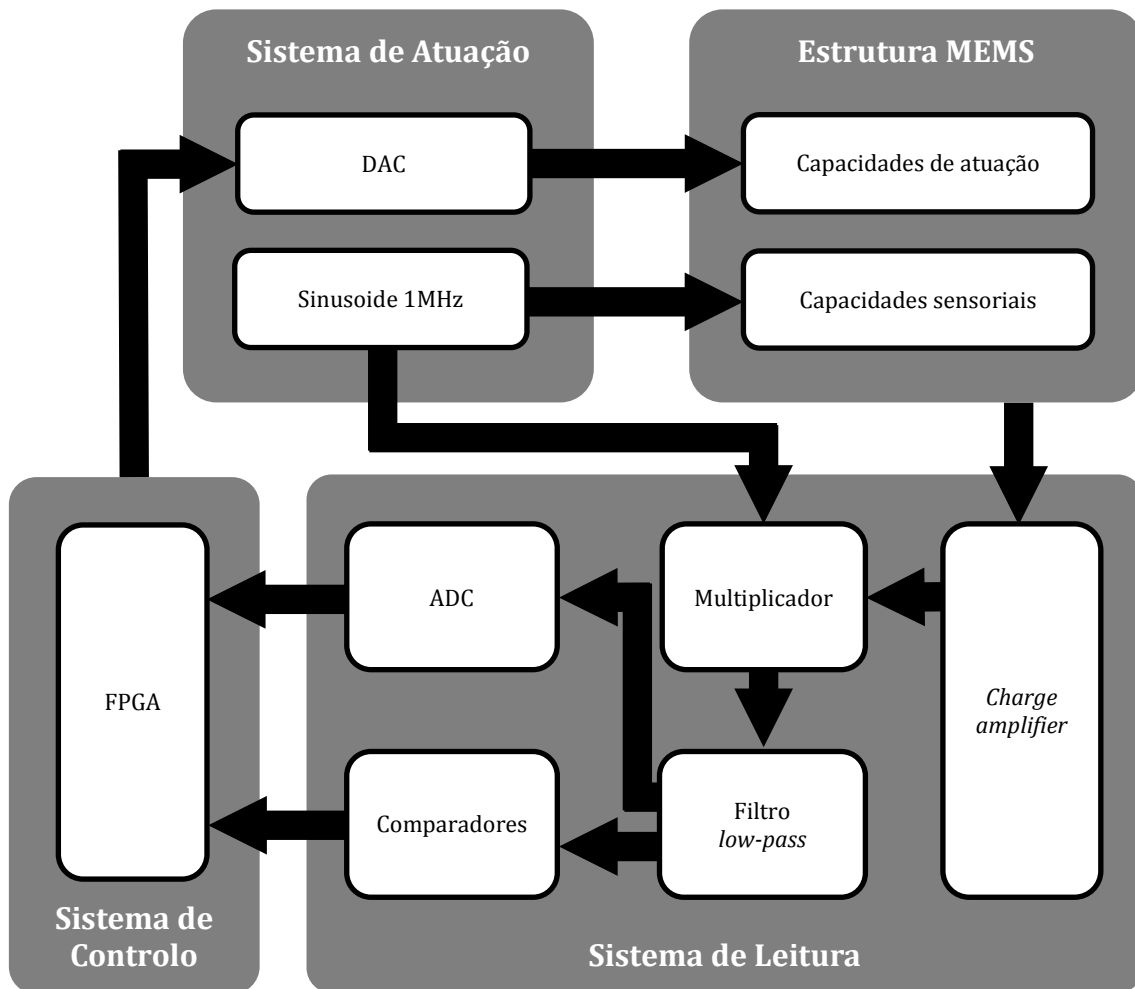 Sistema de Atuação
Estrutura MEMS
DAC
Capacidades de atuação
Sinusoide 1MHz
Capacidades sensoriais
ADC
Multiplicador
FPGA
Charge
amplifier
Comparadores
Filtro
low-pass
Sistema de
Controlo
Sistema de Leitura